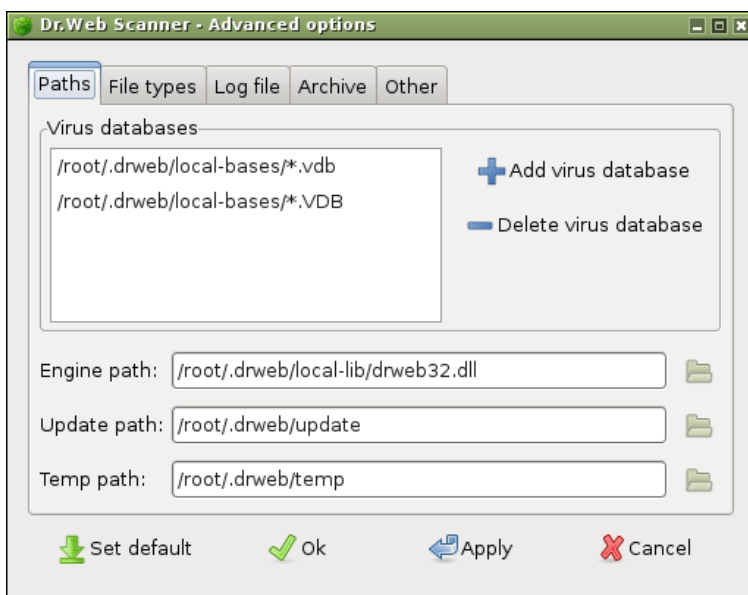 Dr.Web Scanner - Advanced options
Paths File types Log file Archive Other
Virus databases
/root/.drweb/local-bases/*.vdb
/root/.drweb/local-bases/*.VDB
Add virus database
Delete virus database
Engine path: /root/.drweb/local-lib/drweb32.dll
Update path: /root/.drweb/update
Temp path: /root/.drweb/temp
Set default Ok Apply Cancel